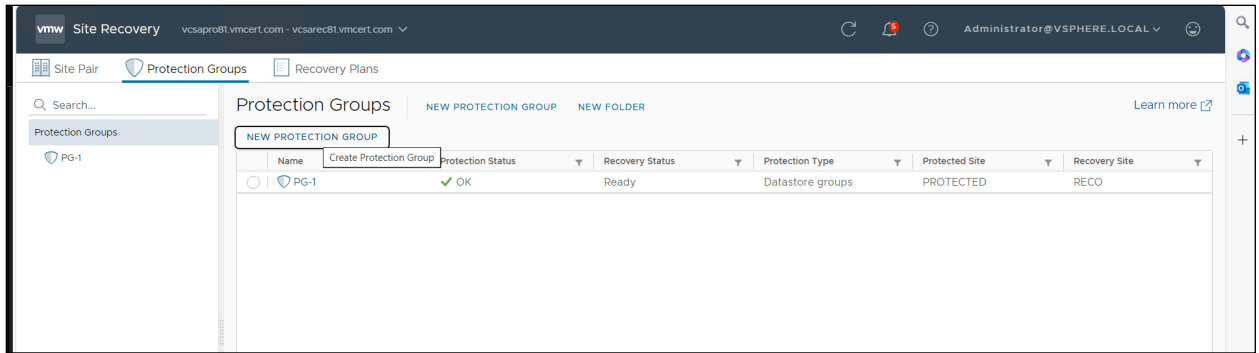 vmw Site Recovery vcsapro81.vmcert.com - vcsarec81.vmcert.com 5 Administrator@VSPHERE.LOCAL
Site Pair Protection Groups Recovery Plans
Search...
Protection Groups
PG-1
Protection Groups NEW PROTECTION GROUP NEW FOLDER Learn more
NEW PROTECTION GROUP
Create Protection Group
Name Protection Status Recovery Status Protection Type Protected Site Recovery Site
PG-1 OK Ready Datastore groups PROTECTED RECO